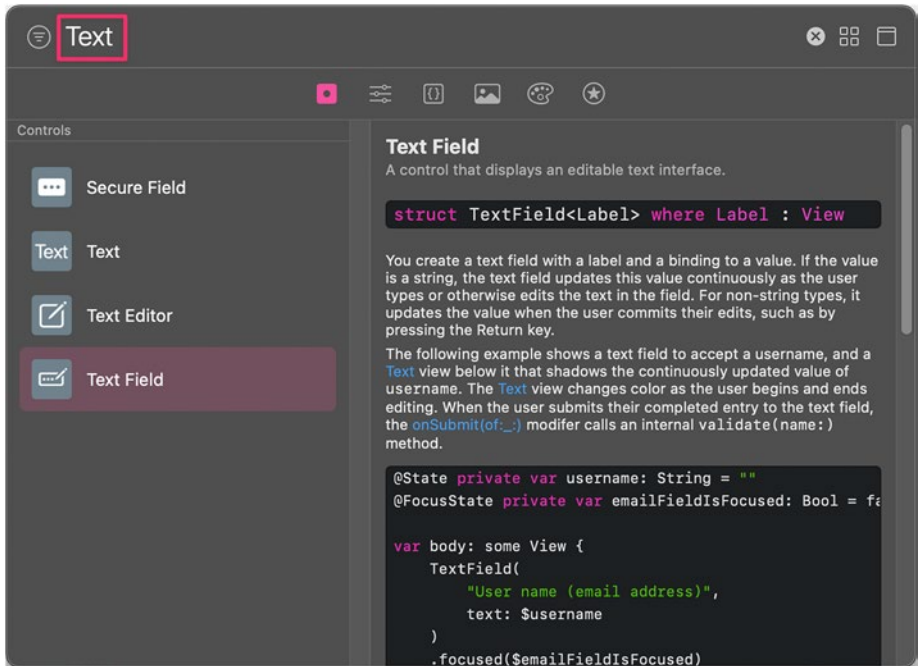 Text
Controls
Secure Field
Text Text
Text Editor
Text Field
Text Field
A control that displays an editable text interface.
struct TextField<Label> where Label : View
You create a text field with a label and a binding to a value. If the value
is a string, the text field updates this value continuously as the user
types or otherwise edits the text in the field. For non-string types, it
updates the value when the user commits their edits, such as by
pressing the Return key.
The following example shows a text field to accept a username, and a
Text view below it that shadows the continuously updated value of
username. The Text view changes color as the user begins and ends
editing. When the user submits their completed entry to the text field,
the onSubmit(of:_:) modifer calls an internal validate(name:)
method.
@State private var username: String = ""
@FocusState private var emailFieldIsFocused: Bool = fa
var body: some View {
TextField(
"User name (email address)",
text: $username
)
.focused($emailFieldIsFocused)